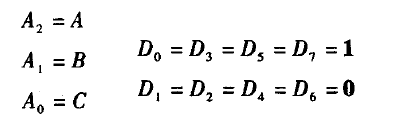 A₂ = A
A₁ = B
A₀ = C
D₀ = D₃ = D₅ = D₇ = 1
D₁ = D₂ = D₄ = D₆ = 0